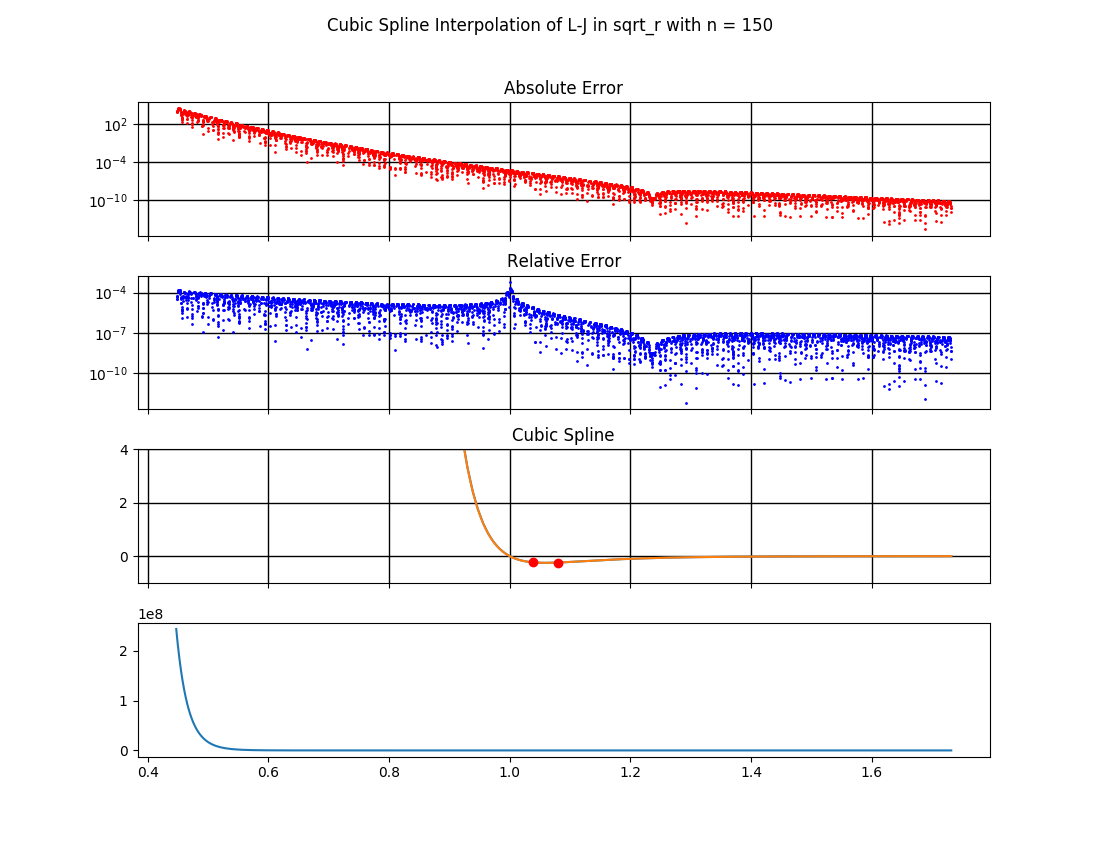 Cubic Spline Interpolation of L-J in sqrt_r with n = 150
Absolute Error
10²
10⁻⁴
10⁻¹⁰
Relative Error
10⁻⁴
10⁻⁷
10⁻¹⁰
Cubic Spline
4
2
0
1e8
2
1
0
0.4 0.6 0.8 1.0 1.2 1.4 1.6